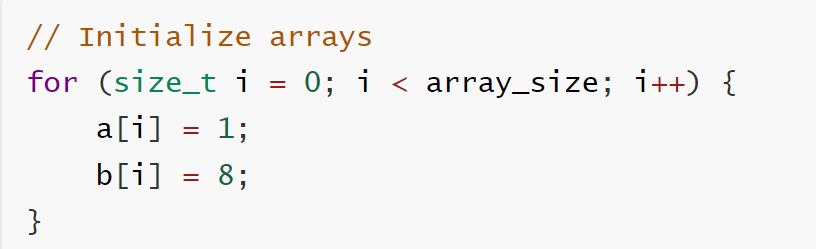 // Initialize arrays
for (size_t i = 0; i < array_size; i++) {
    a[i] = 1;
    b[i] = 8;
}